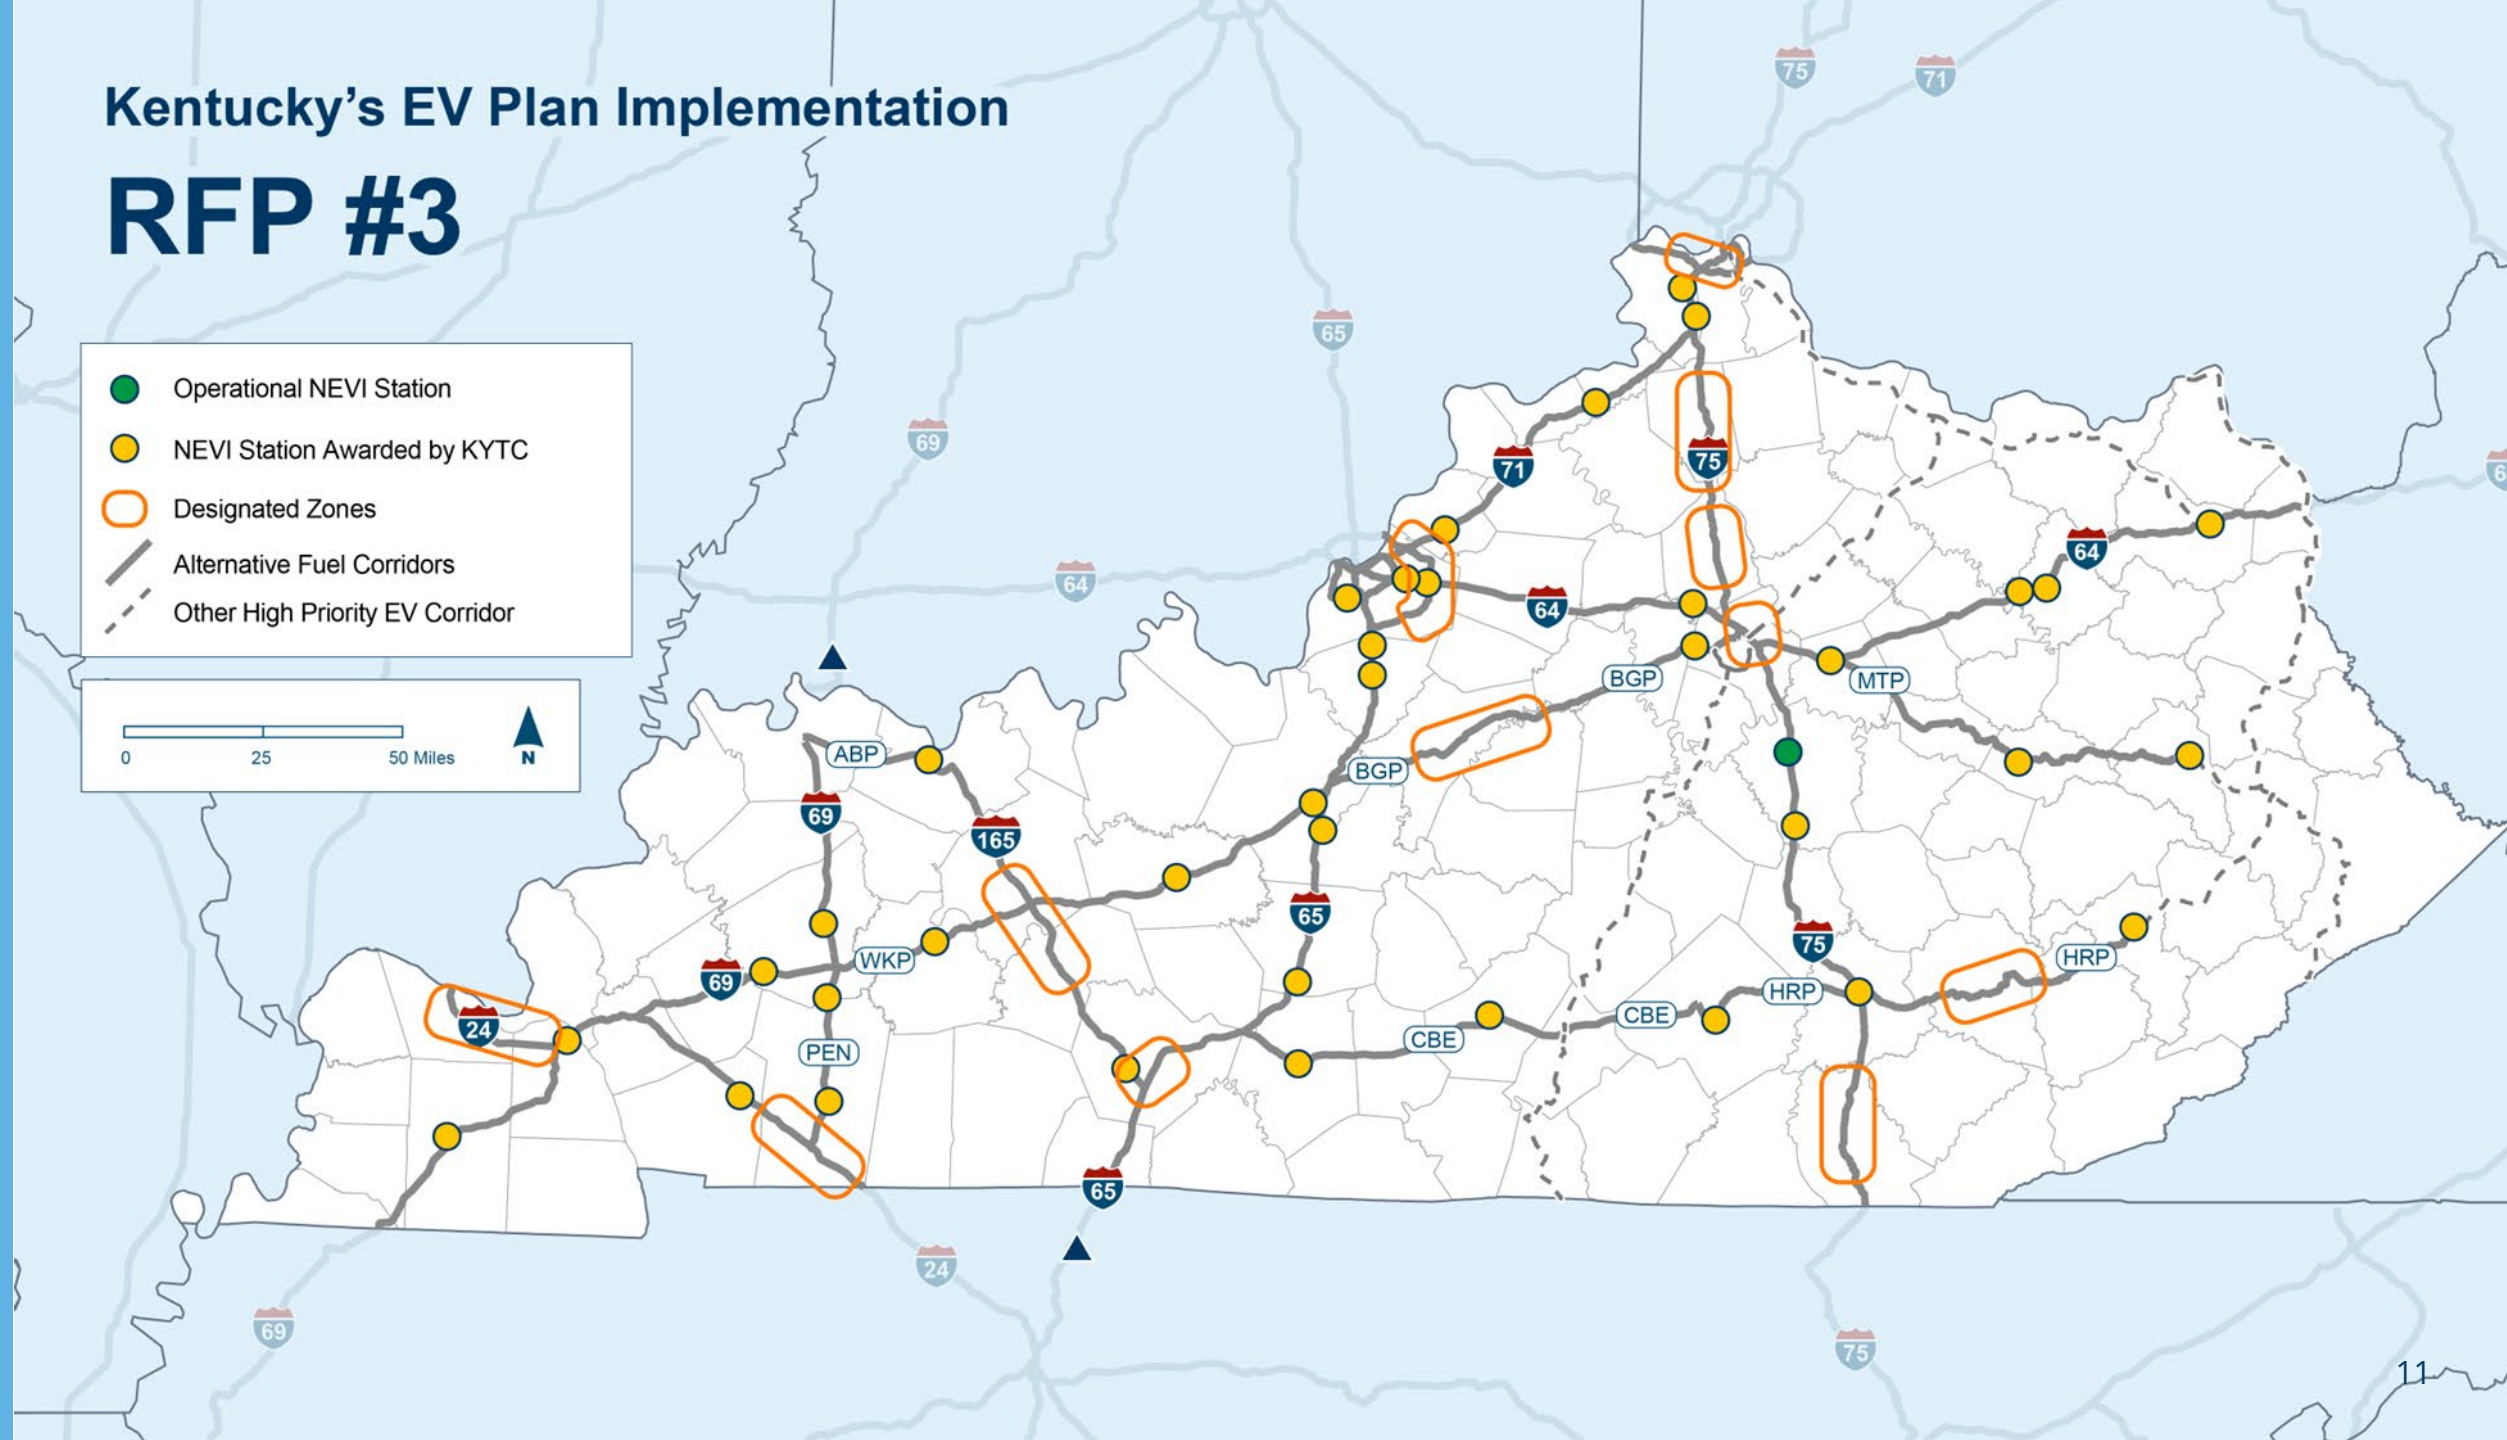 Kentucky's EV Plan Implementation
RFP #3
Operational NEVI Station
NEVI Station Awarded by KYTC
Designated Zones
Alternative Fuel Corridors
Other High Priority EV Corridor
0 25 50 Miles N
75
71
65
69
64
71
75
64
64
BGP
MTP
BGP
ABP
69
165
65
75
WKP
69
HRP
HRP
24
CBE
CBE
PEN
65
24
69
75
11